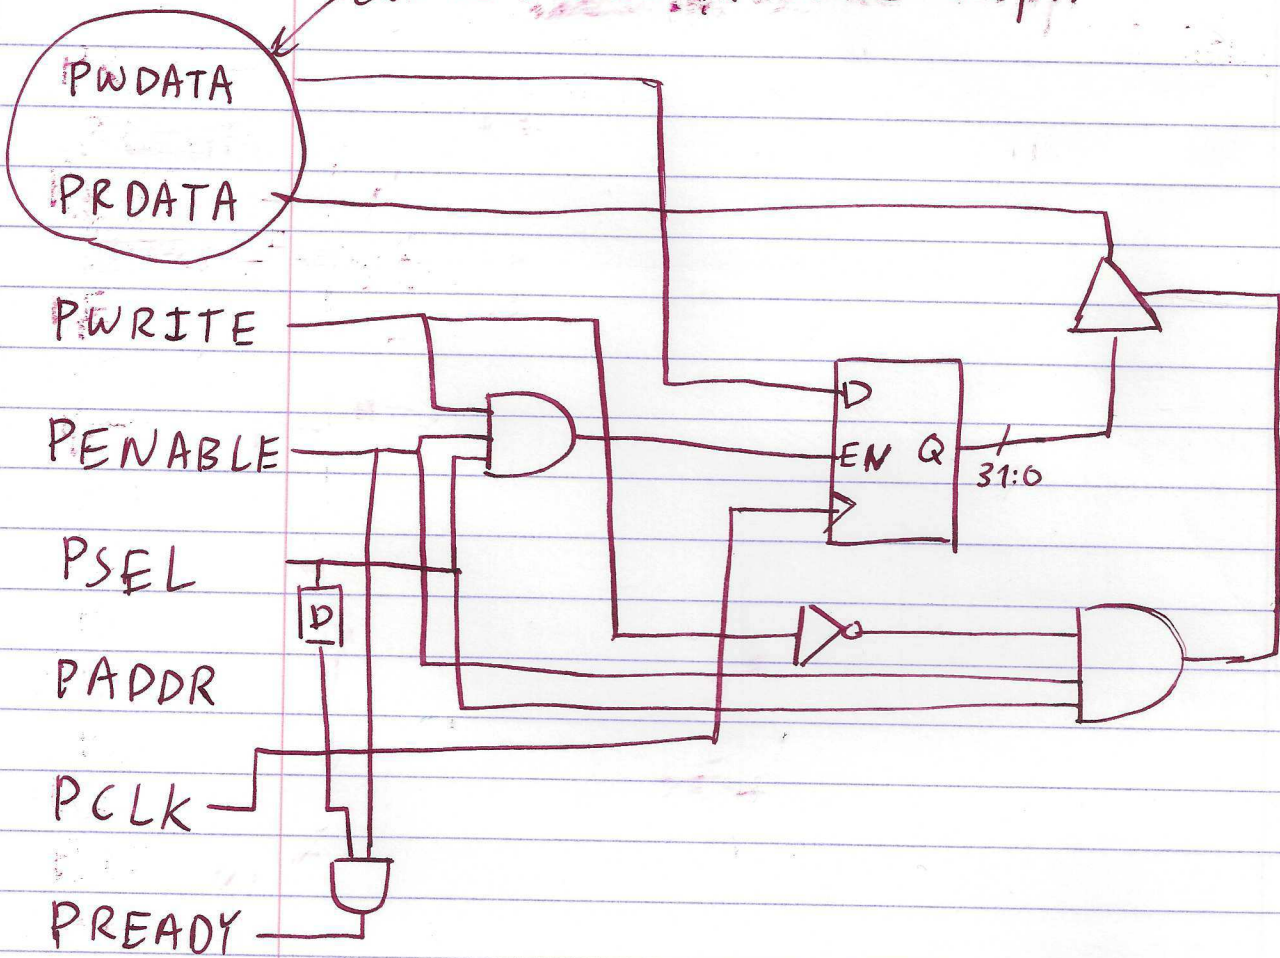 PWDATA
PRDATA
PWRITE
PENABLE
D
EN Q
31:0
PSEL
D
PADDR
PCLK
PREADY